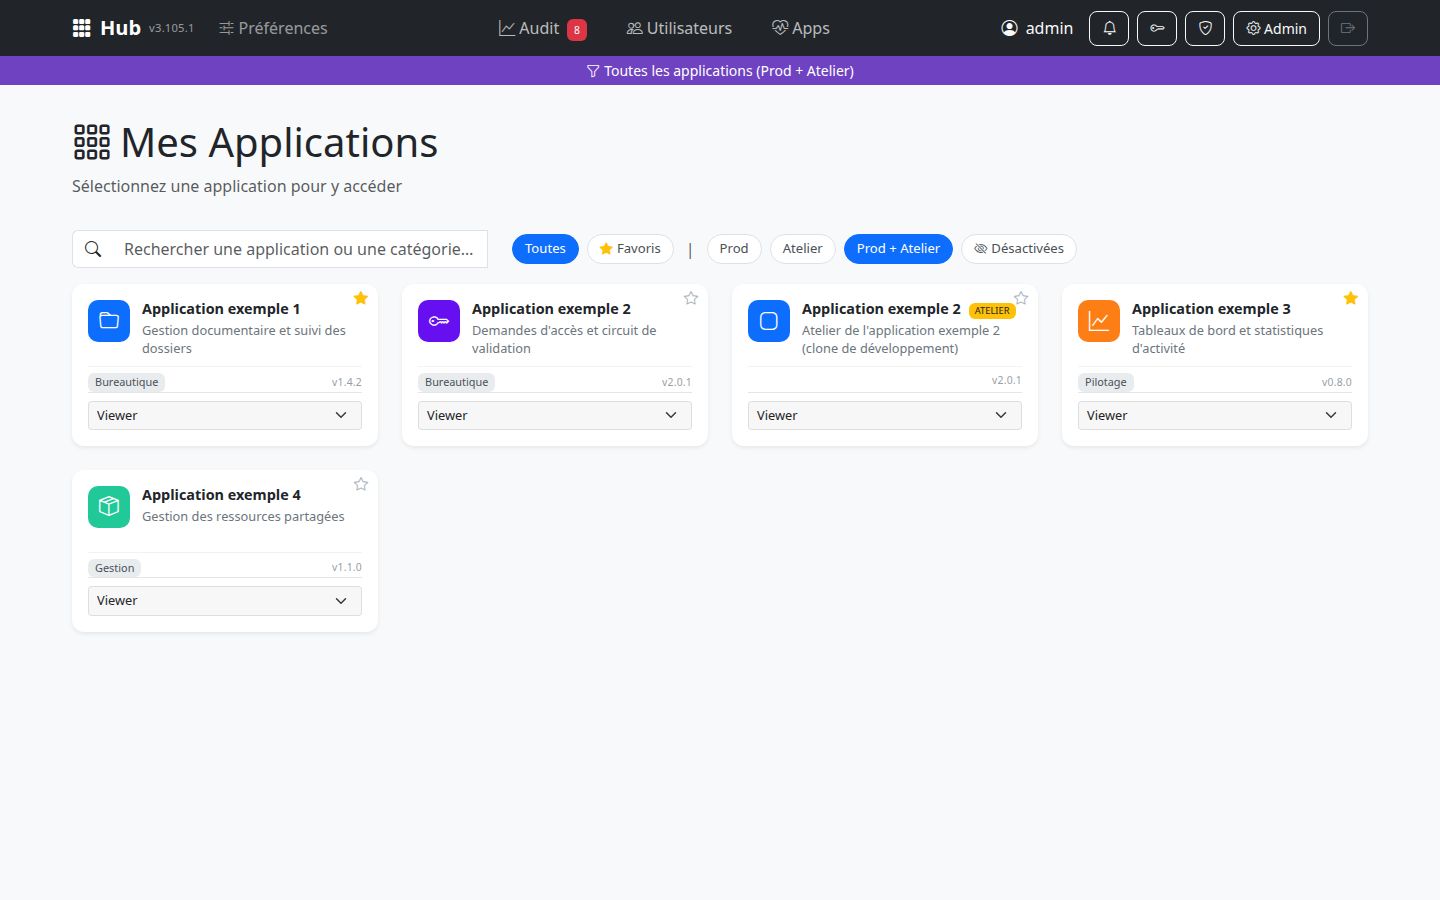 Hub v3.105.1 Préférences Audit 8 Utilisateurs Apps admin Admin
Toutes les applications (Prod + Atelier)
Mes Applications
Sélectionnez une application pour y accéder
Rechercher une application ou une catégorie... Toutes Favoris | Prod Atelier Prod + Atelier Désactivées
Application exemple 1
Gestion documentaire et suivi des
dossiers
Bureautique v1.4.2
Viewer
Application exemple 2
Demandes d'accès et circuit de
validation
Bureautique v2.0.1
Viewer
Application exemple 2 ATELIER
Atelier de l'application exemple 2
(clone de développement)
v2.0.1
Viewer
Application exemple 3
Tableaux de bord et statistiques
d'activité
Pilotage v0.8.0
Viewer
Application exemple 4
Gestion des ressources partagées
Gestion v1.1.0
Viewer